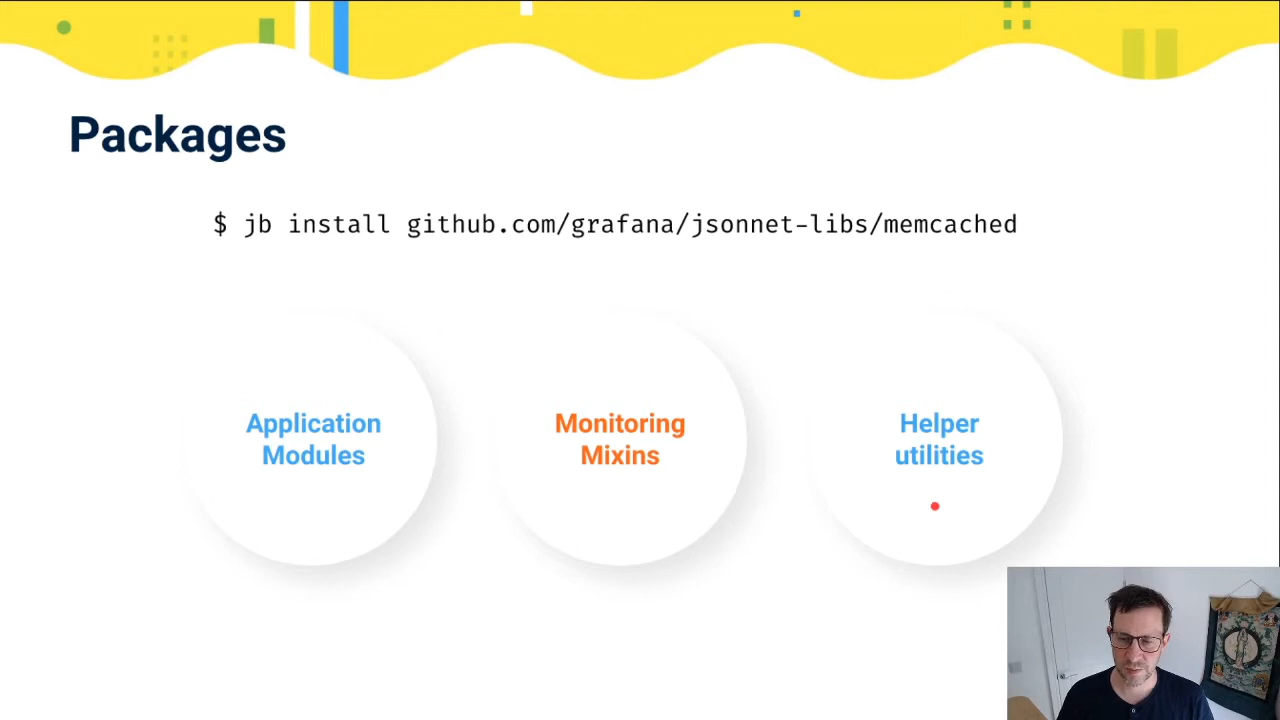 Packages
$ jb install github.com/grafana/jsonnet-libs/memcached
Application
Modules
Monitoring
Mixins
Helper
utilities